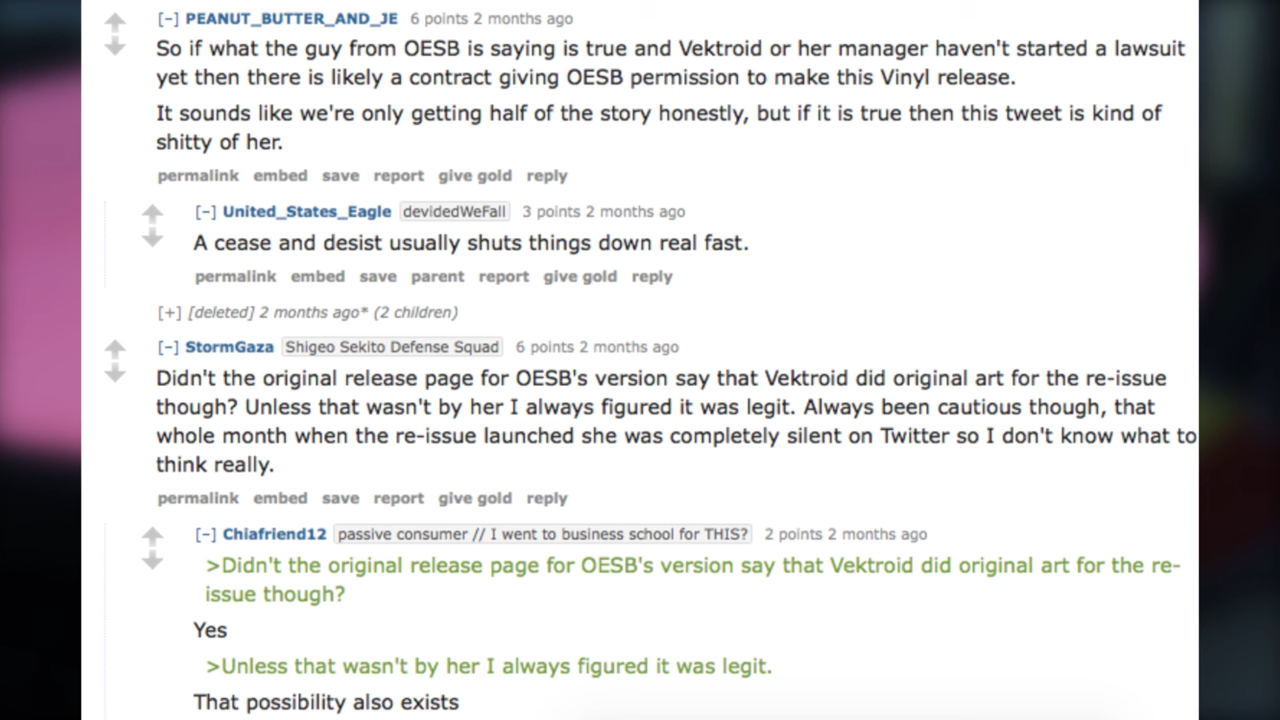 [−] PEANUT_BUTTER_AND_JE 6 points 2 months ago
So if what the guy from OESB is saying is true and Vektroid or her manager haven't started a lawsuit
yet then there is likely a contract giving OESB permission to make this Vinyl release.
It sounds like we're only getting half of the story honestly, but if it is true then this tweet is kind of
shitty of her.
permalink embed save report give gold reply
[−] United_States_Eagle devidedWeFall 3 points 2 months ago
A cease and desist usually shuts things down real fast.
permalink embed save parent report give gold reply
[+] [deleted] 2 months ago* (2 children)
[−] StormGaza Shigeo Sekito Defense Squad 6 points 2 months ago
Didn't the original release page for OESB's version say that Vektroid did original art for the re-issue
though? Unless that wasn't by her I always figured it was legit. Always been cautious though, that
whole month when the re-issue launched she was completely silent on Twitter so I don't know what to
think really.
permalink embed save report give gold reply
[−] Chiafriend12 passive consumer // I went to business school for THIS? 2 points 2 months ago
>Didn't the original release page for OESB's version say that Vektroid did original art for the re-
issue though?
Yes
>Unless that wasn't by her I always figured it was legit.
That possibility also exists